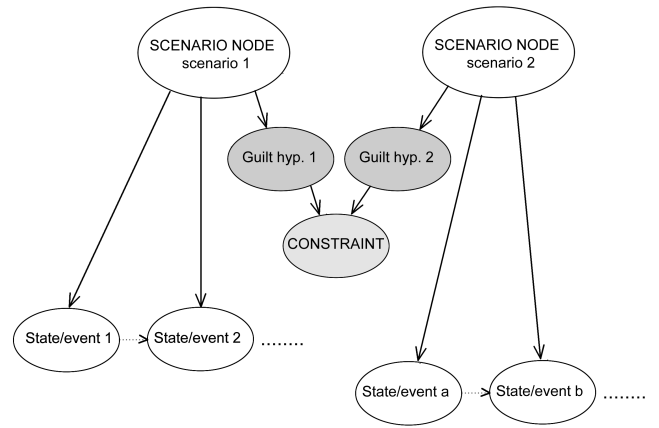 SCENARIO NODE
scenario 1
SCENARIO NODE
scenario 2
Guilt hyp. 1
Guilt hyp. 2
CONSTRAINT
State/event 1
State/event 2
........
State/event a
State/event b
........